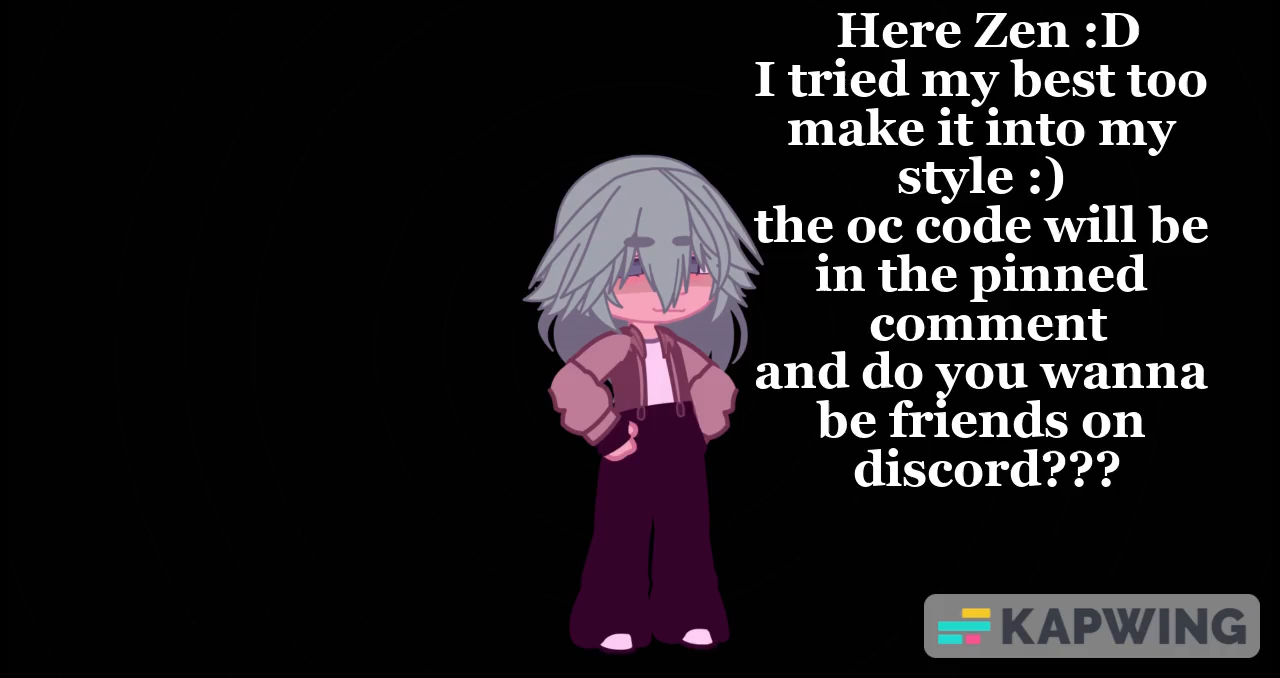 Here Zen :D
I tried my best too
make it into my
style :)
the oc code will be
in the pinned
comment
and do you wanna
be friends on
discord???
KAPWING